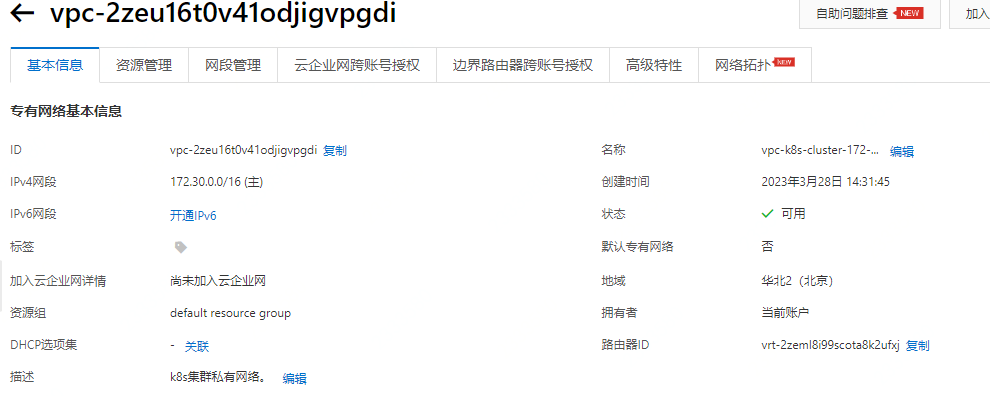 ← vpc-2zeu16t0v41odjigvpgdi 自助问题排查 NEW 加入
基本信息 资源管理 网段管理 云企业网跨账号授权 边界路由器跨账号授权 高级特性 网络拓扑 NEW
专有网络基本信息
ID vpc-2zeu16t0v41odjigvpgdi 复制 名称 vpc-k8s-cluster-172-... 编辑
IPv4网段 172.30.0.0/16 (主) 创建时间 2023年3月28日 14:31:45
IPv6网段 开通IPv6 状态 可用
标签 默认专有网络 否
加入云企业网详情 尚未加入云企业网 地域 华北2（北京）
资源组 default resource group 拥有者 当前账户
DHCP选项集 - 关联 路由器ID vrt-2zeml8i99scota8k2ufxj 复制
描述 k8s集群私有网络。 编辑